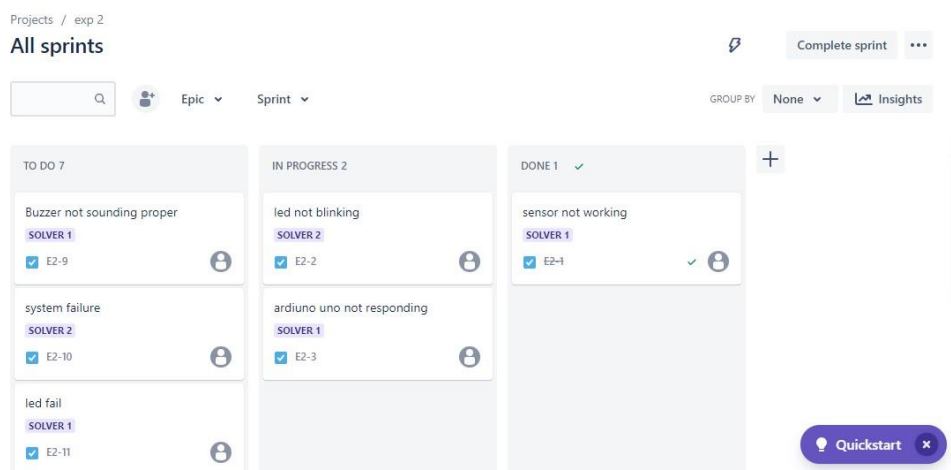 Projects / exp 2
All sprints
Complete sprint
Epic
Sprint
GROUP BY
None
Insights
TO DO 7
Buzzer not sounding proper
SOLVER 1
E2-9
system failure
SOLVER 2
E2-10
led fail
SOLVER 1
E2-11
IN PROGRESS 2
led not blinking
SOLVER 2
E2-2
ardiuno uno not responding
SOLVER 1
E2-3
DONE 1
sensor not working
SOLVER 1
E2-1
Quickstart